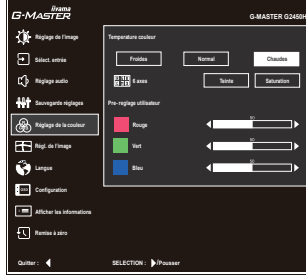 iiyama
G-MASTER
G-MASTER G2450H
Réglage de l'image
Sélect. entrée
Réglage audio
Sauvegarde réglages
Réglage de la couleur
Régl. de l'image
Langue
Configuration
Afficher les informations
Remise à zéro
Temperature couleur
Froides
Normal
Chaudes
6 axes
Teinte
Saturation
Pre- reglage utilisateur
Rouge
50
Vert
50
Bleu
50
Quitter :
SELECTION : /Pousser